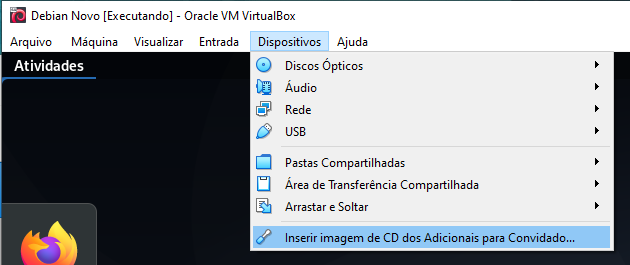 Debian Novo [Executando] - Oracle VM VirtualBox
Arquivo Máquina Visualizar Entrada Dispositivos Ajuda
Atividades
Discos Ópticos
Áudio
Rede
USB
Pastas Compartilhadas
Área de Transferência Compartilhada
Arrastar e Soltar
Inserir imagem de CD dos Adicionais para Convidado...